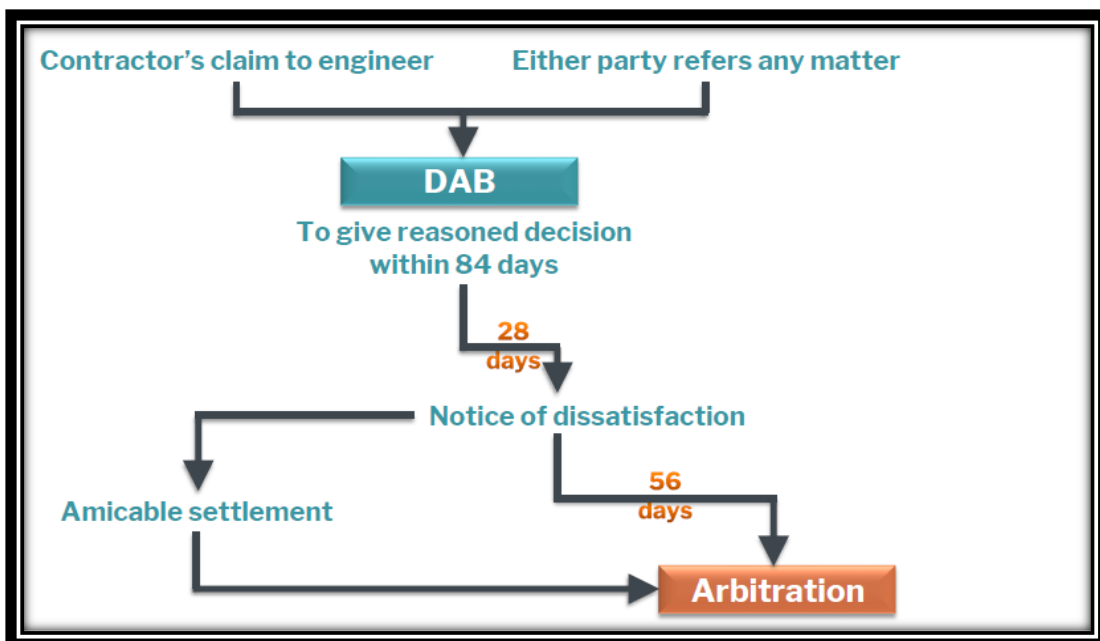 Contractor’s claim to engineer
Either party refers any matter
DAB
To give reasoned decision
within 84 days
28
days
Notice of dissatisfaction
56
days
Amicable settlement
Arbitration